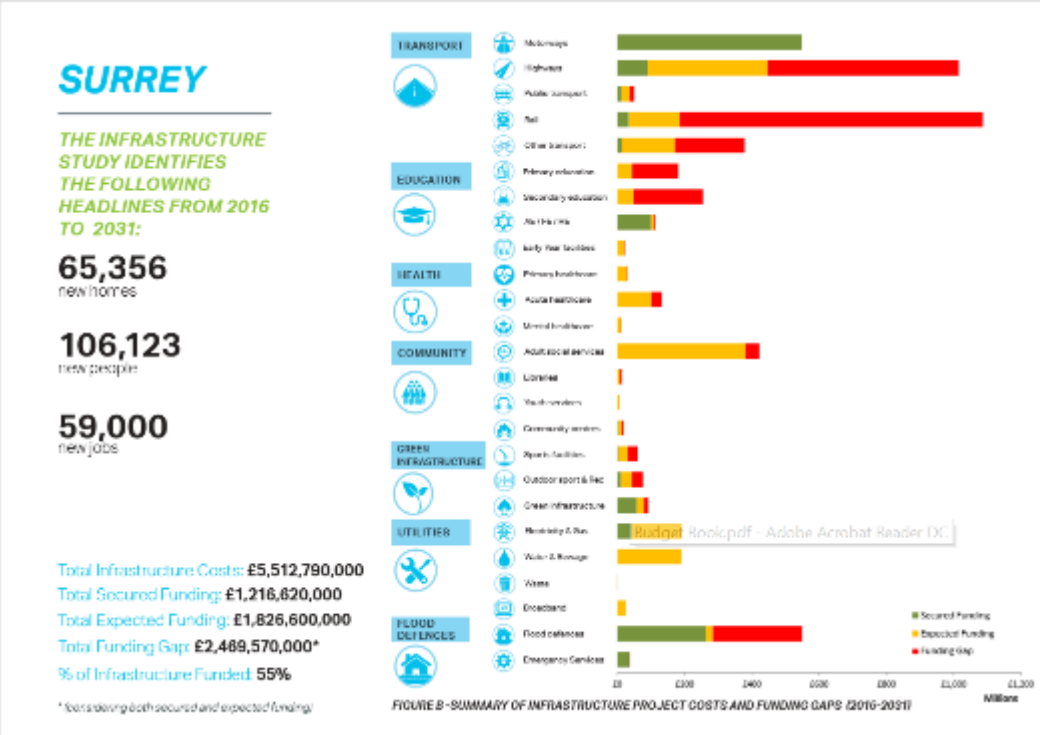 SURREY
THE INFRASTRUCTURE
STUDY IDENTIFIES
THE FOLLOWING
HEADLINES FROM 2016
TO 2031:
65,356
new homes
106,123
new people
59,000
new jobs
Total Infrastructure Costs: £5,512,790,000
Total Secured Funding: £1,216,620,000
Total Expected Funding: £1,826,600,000
Total Funding Gap: £2,469,570,000*
% of Infrastructure Funded: 55%
* (considering both secured and expected funding)
TRANSPORT
Motorways
Highways
Public transport
Rail
Other transport
EDUCATION
Primary education
Secondary education
Early Year facilities
HEALTH
Primary healthcare
Acute healthcare
Mental healthcare
COMMUNITY
Adult social services
Libraries
Youth services
Community centres
GREEN
INFRASTRUCTURE
Sports facilities
Outdoor sport & Rec
Green infrastructure
UTILITIES
Electricity & Gas
Budget Book.pdf - Adobe Acrobat Reader DC
Water & Sewage
Waste
Broadband
FLOOD
DEFENCES
Flood defences
Emergency Services
Secured Funding
Expected Funding
Funding Gap
£0 £200 £400 £600 £800 £1,000 £1,200
Millions
FIGURE B - SUMMARY OF INFRASTRUCTURE PROJECT COSTS AND FUNDING GAPS (2016-2031)